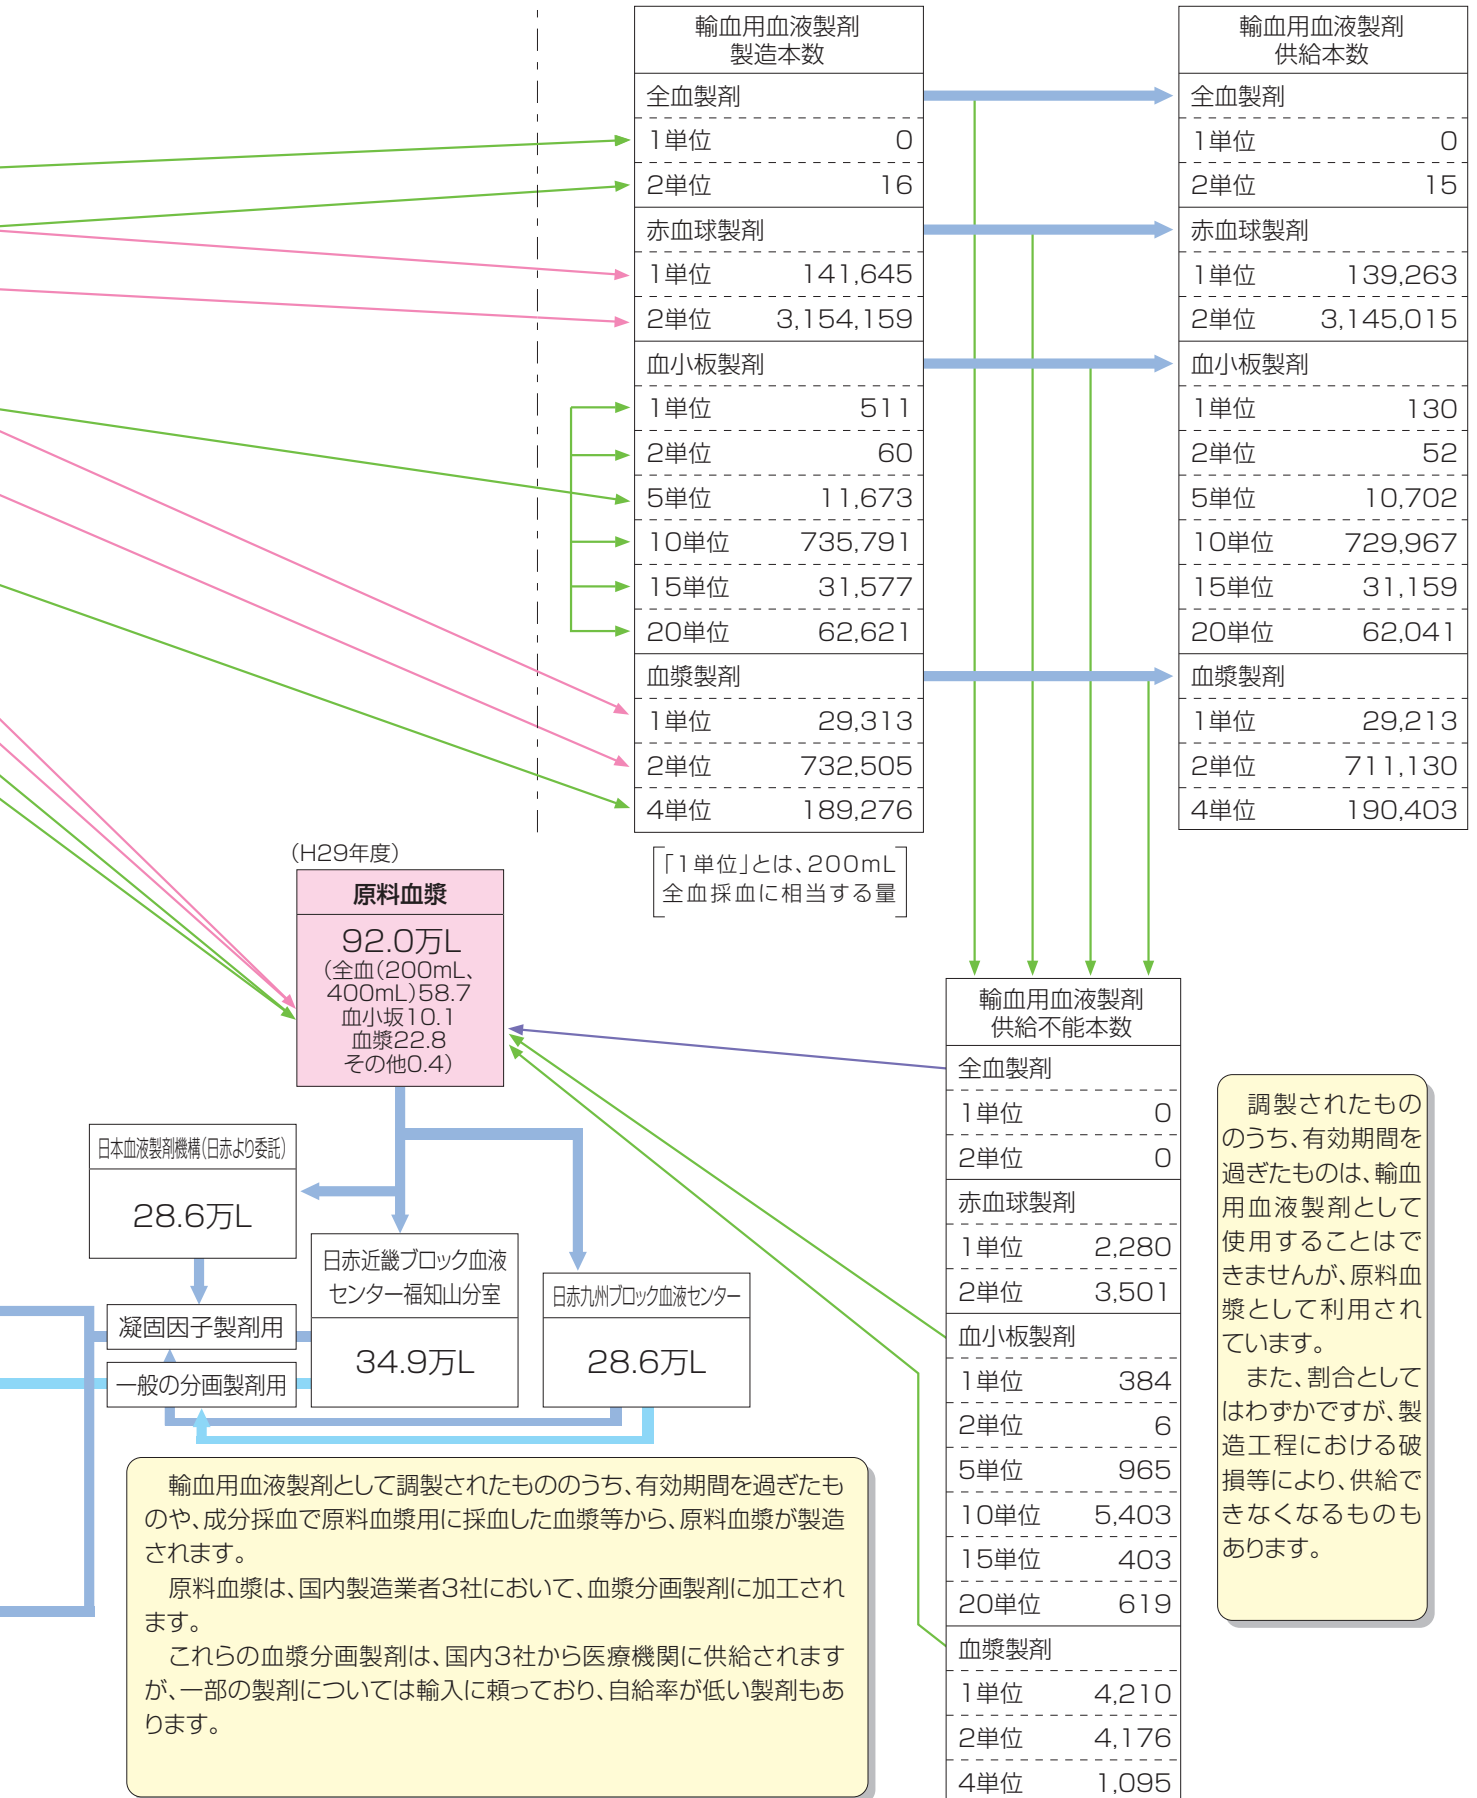 輸血用血液製剤
製造本数
全血製剤
1単位 0
2単位 16
赤血球製剤
1単位 141,645
2単位 3,154,159
血小板製剤
1単位 511
2単位 60
5単位 11,673
10単位 735,791
15単位 31,577
20単位 62,621
血漿製剤
1単位 29,313
2単位 732,505
4単位 189,276
「1単位」とは、200mL
全血採血に相当する量
輸血用血液製剤
供給本数
全血製剤
1単位 0
2単位 15
赤血球製剤
1単位 139,263
2単位 3,145,015
血小板製剤
1単位 130
2単位 52
5単位 10,702
10単位 729,967
15単位 31,159
20単位 62,041
血漿製剤
1単位 29,213
2単位 711,130
4単位 190,403
(H29年度)
原料血漿
92.0万L
(全血(200mL、
400mL)58.7
血小坂10.1
血漿22.8
その他0.4)
日本血液製剤機構(日赤より委託)
28.6万L
日赤近畿ブロック血液
センター福知山分室
34.9万L
日赤九州ブロック血液センター
28.6万L
凝固因子製剤用
一般の分画製剤用
輸血用血液製剤
供給不能本数
全血製剤
1単位 0
2単位 0
赤血球製剤
1単位 2,280
2単位 3,501
血小板製剤
1単位 384
2単位 6
5単位 965
10単位 5,403
15単位 403
20単位 619
血漿製剤
1単位 4,210
2単位 4,176
4単位 1,095
調製されたもの
のうち、有効期間を
過ぎたものは、輸血
用血液製剤として
使用することはで
きませんが、原料血
漿として利用され
ています。
また、割合として
はわずかですが、製
造工程における破
損等により、供給で
きなくなるものも
あります。
輸血用血液製剤として調製されたもののうち、有効期間を過ぎたも
のや、成分採血で原料血漿用に採血した血漿等から、原料血漿が製造
されます。
原料血漿は、国内製造業者3社において、血漿分画製剤に加工され
ます。
これらの血漿分画製剤は、国内3社から医療機関に供給されます
が、一部の製剤については輸入に頼っており、自給率が低い製剤もあ
ります。